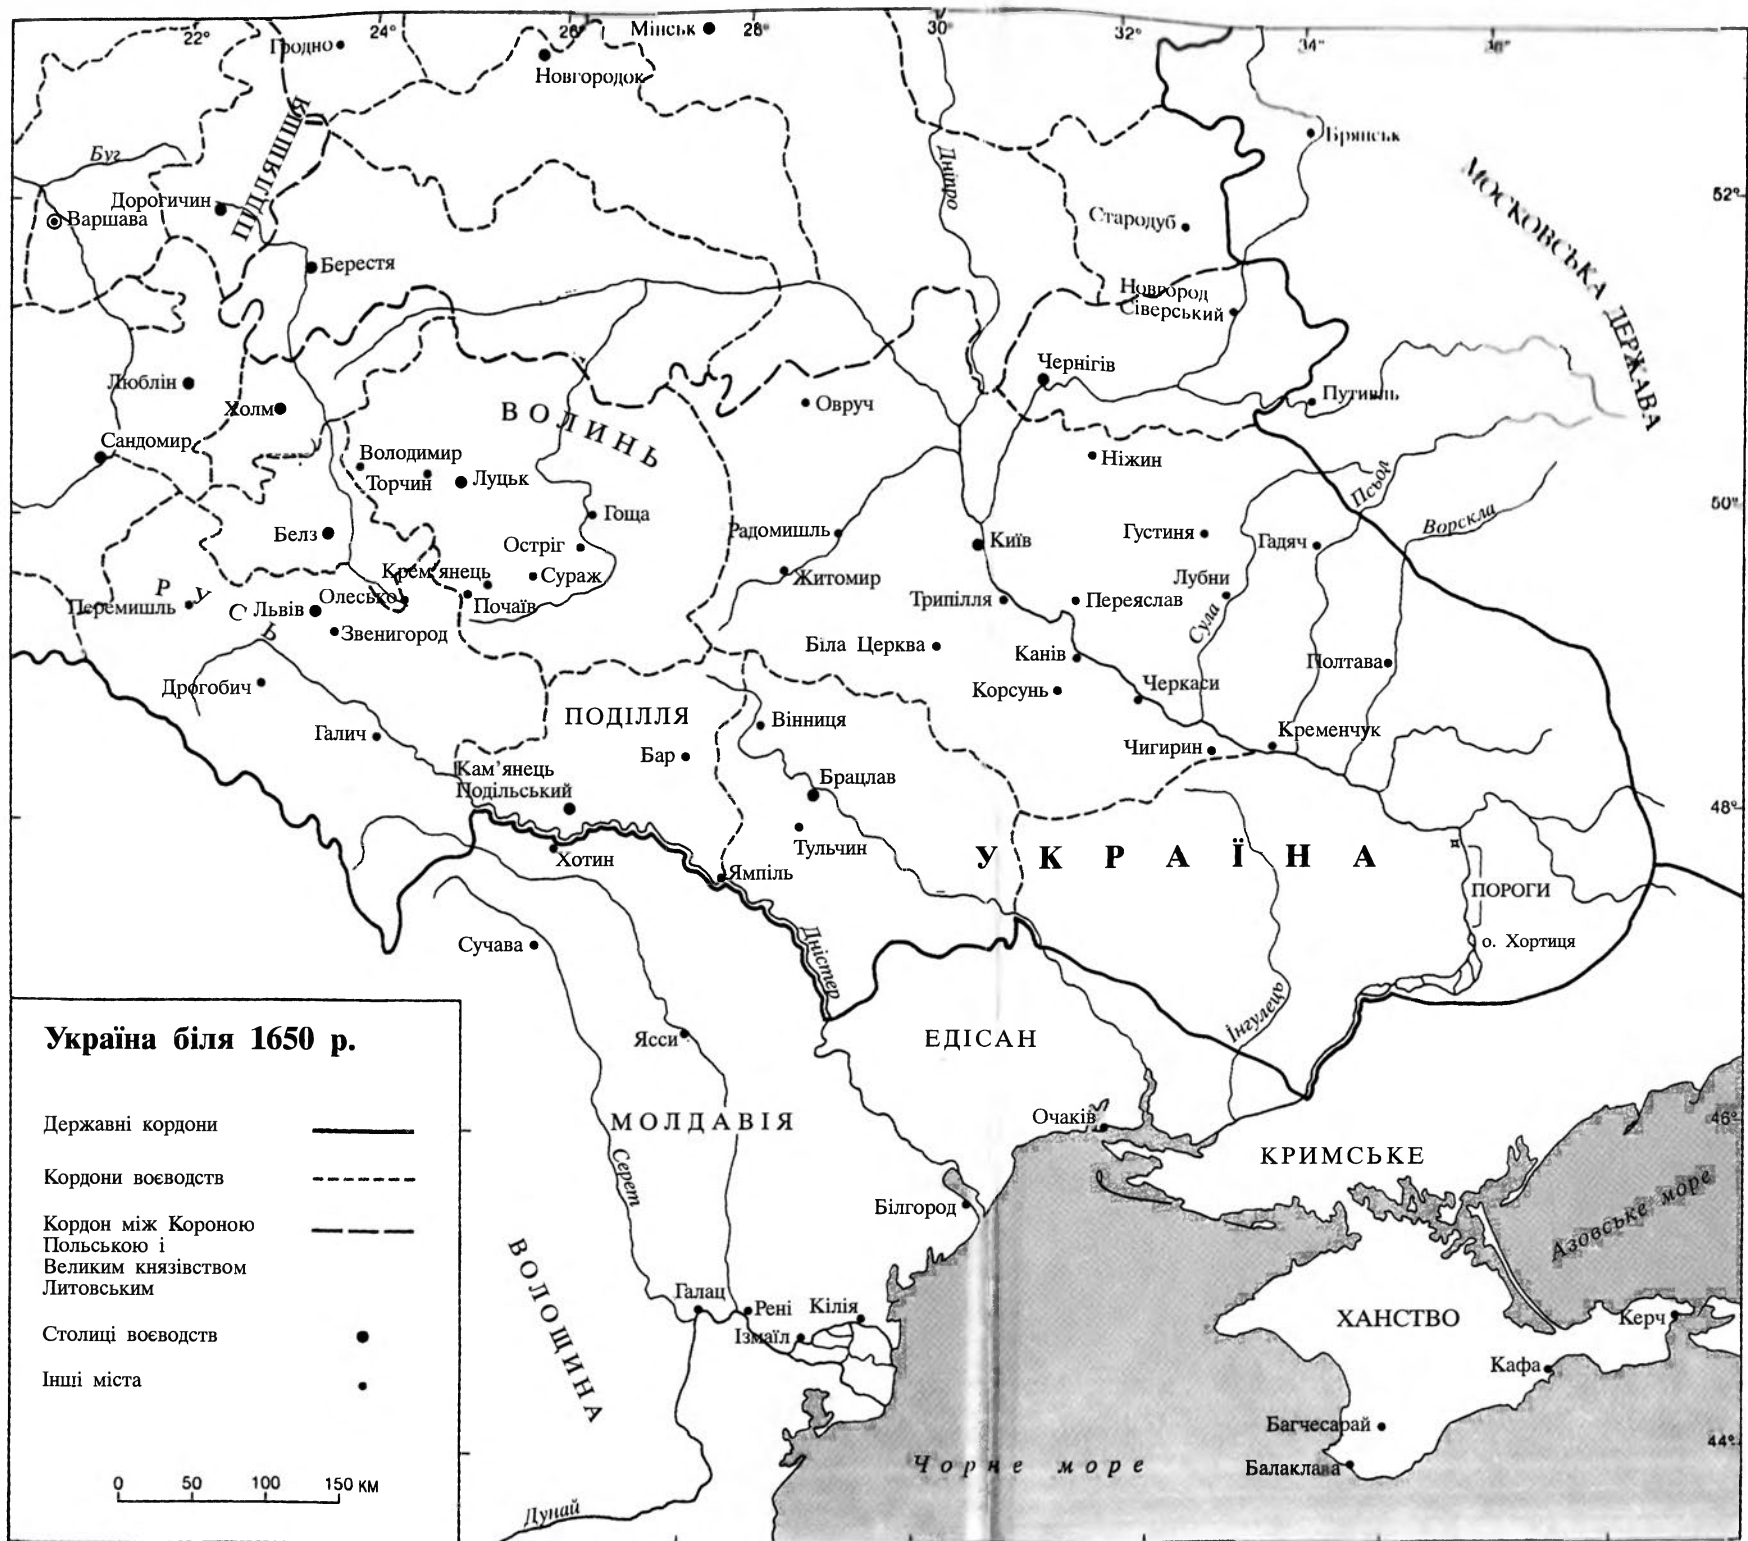 22°
24°
26°
28°
30°
32°
34°
Гродно
Мінськ
Новгородок
Брянськ
ПІДЛЯШШЯ
Буг
Дніпро
МОСКОВСЬКА ДЕРЖАВА
52°
Дорогичин
Варшава
Стародуб
Берестя
Новгород
Сіверський
Чернігів
Люблін
Холм
ВОЛИНЬ
Овруч
Путивль
Сандомир
Володимир
Торчин
Луцьк
Ніжин
Псьол
50°
Гоща
Ворскла
Белз
Остріг
Радомишль
Київ
Густиня
Гадяч
Крем'янець
Сураж
Житомир
Лубни
РУСЬ
Перемишль
Львів
Олесько
Почаїв
Трипілля
Переяслав
Сула
Звенигород
Біла Церква
Канів
Полтава
Дрогобич
Корсунь
Черкаси
ПОДІЛЛЯ
Вінниця
Галич
Бар
Чигирин
Кременчук
Кам'янець
Подільський
Брацлав
48°
Хотин
Тульчин
УКРАЇНА
Ямпіль
ПОРОГИ
Сучава
Дністер
о. Хортиця
Україна біля 1650 р.
Ясси
ЕДІСАН
Інгулець
Державні кордони
МОЛДАВІЯ
Очаків
46°
Кордони воєводств
Серет
КРИМСЬКЕ
Кордон між Короною
Польською і
Великим князівством
Литовським
Білгород
Азовське море
ВОЛОЩИНА
Галац
Рені
Кілія
Ізмаїл
ХАНСТВО
Керч
Столиці воєводств
Кафа
Інші міста
Багчесарай
44°
Чорне море
Балаклава
0 50 100 150 км
Дунай